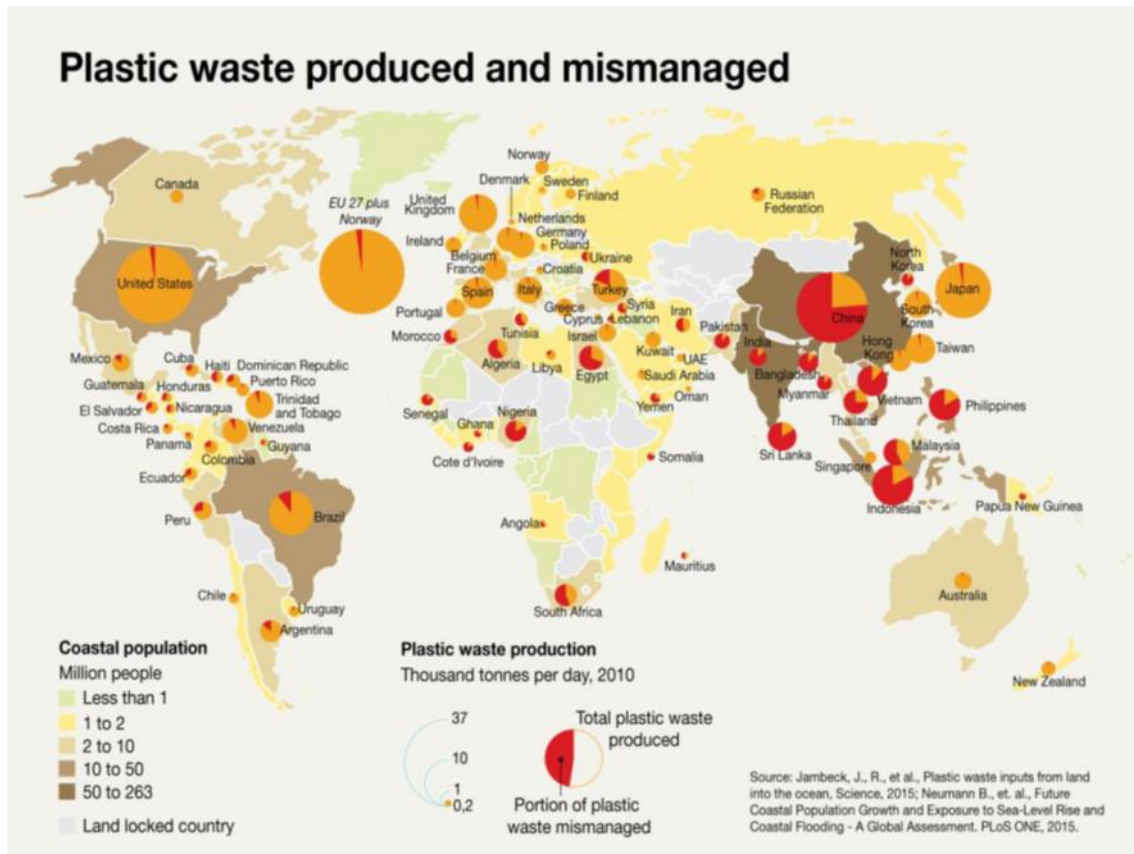 Plastic waste produced and mismanaged
Norway
Canada
Denmark
Sweden
Finland
Russian
Federation
EU 27 plus
Norway
United
Kingdom
Netherlands
Germany
Ireland
Poland
Belgium
Ukraine
North
Korea
France
Croatia
United States
Spain
Italy
Turkey
China
Japan
Portugal
Greece
Syria
Iran
South
Korea
Cyprus
Lebanon
Morocco
Tunisia
Israel
Pakistan
India
Hong
Kong
Taiwan
Mexico
Cuba
Haiti
Dominican Republic
Algeria
Libya
Egypt
Kuwait
UAE
Bangladesh
Guatemala
Honduras
Puerto Rico
Saudi Arabia
Myanmar
Vietnam
Philippines
El Salvador
Nicaragua
Trinidad
and Tobago
Senegal
Nigeria
Yemen
Oman
Thailand
Costa Rica
Venezuela
Ghana
Panama
Guyana
Colombia
Cote d'Ivoire
Somalia
Sri Lanka
Malaysia
Singapore
Ecuador
Indonesia
Papua New Guinea
Peru
Brazil
Angola
Mauritius
Chile
Uruguay
South Africa
Australia
Argentina
New Zealand
Coastal population
Million people
Less than 1
1 to 2
2 to 10
10 to 50
50 to 263
Land locked country
Plastic waste production
Thousand tonnes per day, 2010
37
10
1
0,2
Total plastic waste
produced
Portion of plastic
waste mismanaged
Source: Jambeck, J., R., et al., Plastic waste inputs from land
into the ocean, Science, 2015; Neumann B., et. al., Future
Coastal Population Growth and Exposure to Sea-Level Rise and
Coastal Flooding - A Global Assessment. PLoS ONE, 2015.